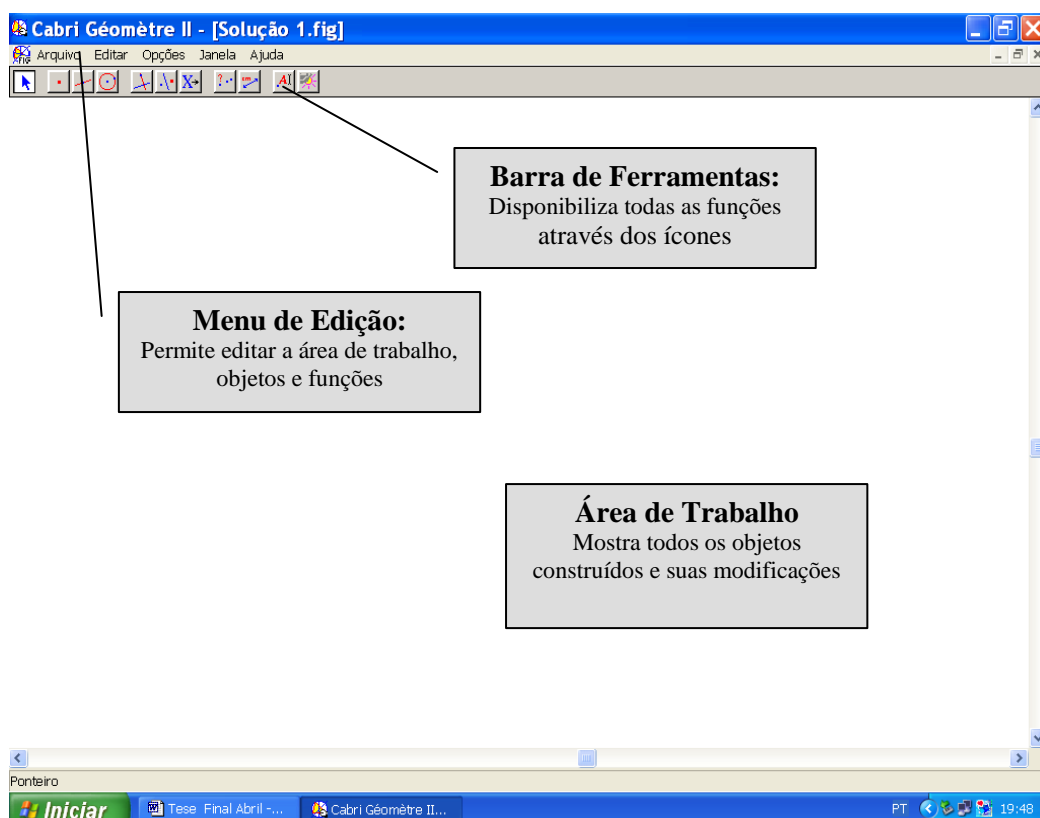 Cabri Géomètre II - [Solução 1.fig]
Arquivo Editar Opções Janela Ajuda
Barra de Ferramentas:
Disponibiliza todas as funções
através dos ícones
Menu de Edição:
Permite editar a área de trabalho,
objetos e funções
Área de Trabalho
Mostra todos os objetos
construídos e suas modificações
Ponteiro
Iniciar Tese Final Abril -... Cabri Géomètre II... PT 19:48